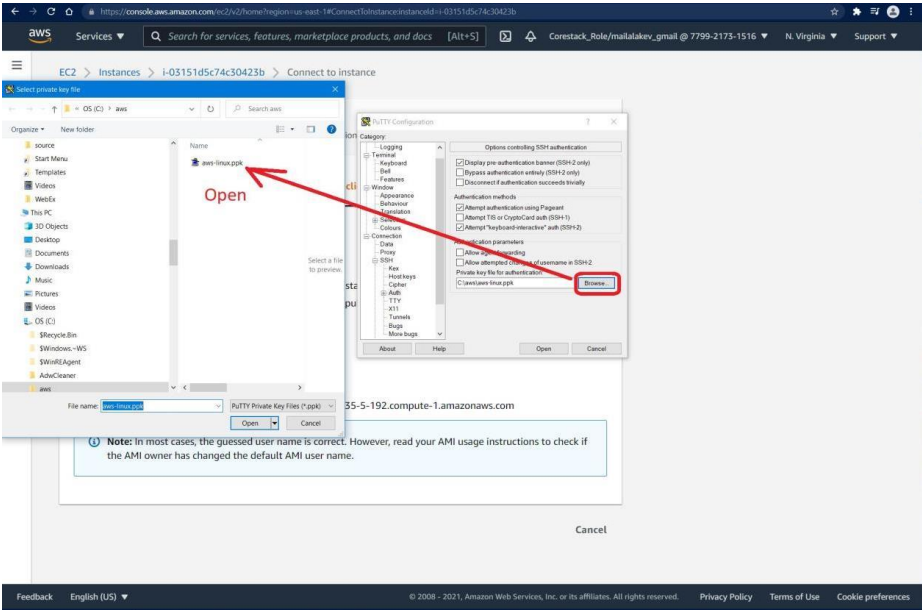 https://console.aws.amazon.com/ec2/v2/home?region=us-east-1#ConnectToInstance:instanceId=i-03151d5c74c30423b
aws
Services ▼
Search for services, features, marketplace products, and docs [Alt+S]
Corestack_Role/mailalakev_gmail @ 7799-2173-1516 ▼
N. Virginia ▼
Support ▼
EC2 > Instances > i-03151d5c74c30423b > Connect to instance
Select private key file
« OS (C:) > aws
Search aws
Organize
New folder
source
Start Menu
Templates
Videos
WebEx
This PC
3D Objects
Desktop
Documents
Downloads
Music
Pictures
Videos
OS (C:)
$Recycle.Bin
$Windows.~WS
$WinREAgent
AdwCleaner
aws
Name
aws-linux.ppk
Open
Select a file
to preview.
File name: aws-linux.ppk
PuTTY Private Key Files (*.ppk)
Open
Cancel
ion
cli
sta
pu
PuTTY Configuration
? X
Category:
Logging
Terminal
Keyboard
Bell
Features
Window
Appearance
Behaviour
Translation
Selection
Colours
Connection
Data
Proxy
SSH
Kex
Host keys
Cipher
Auth
TTY
X11
Tunnels
Bugs
More bugs
Options controlling SSH authentication
Display pre-authentication banner (SSH-2 only)
Bypass authentication entirely (SSH-2 only)
Disconnect if authentication succeeds trivially
Authentication methods
Attempt authentication using Pageant
Attempt TIS or CryptoCard auth (SSH-1)
Attempt "keyboard-interactive" auth (SSH-2)
Authentication parameters
Allow agent forwarding
Allow attempted changes of username in SSH-2
Private key file for authentication:
C:\aws\aws-linux.ppk
Browse...
About
Help
Open
Cancel
35-5-192.compute-1.amazonaws.com
Note: In most cases, the guessed user name is correct. However, read your AMI usage instructions to check if
the AMI owner has changed the default AMI user name.
Cancel
Feedback
English (US) ▼
© 2008 - 2021, Amazon Web Services, Inc. or its affiliates. All rights reserved.
Privacy Policy
Terms of Use
Cookie preferences